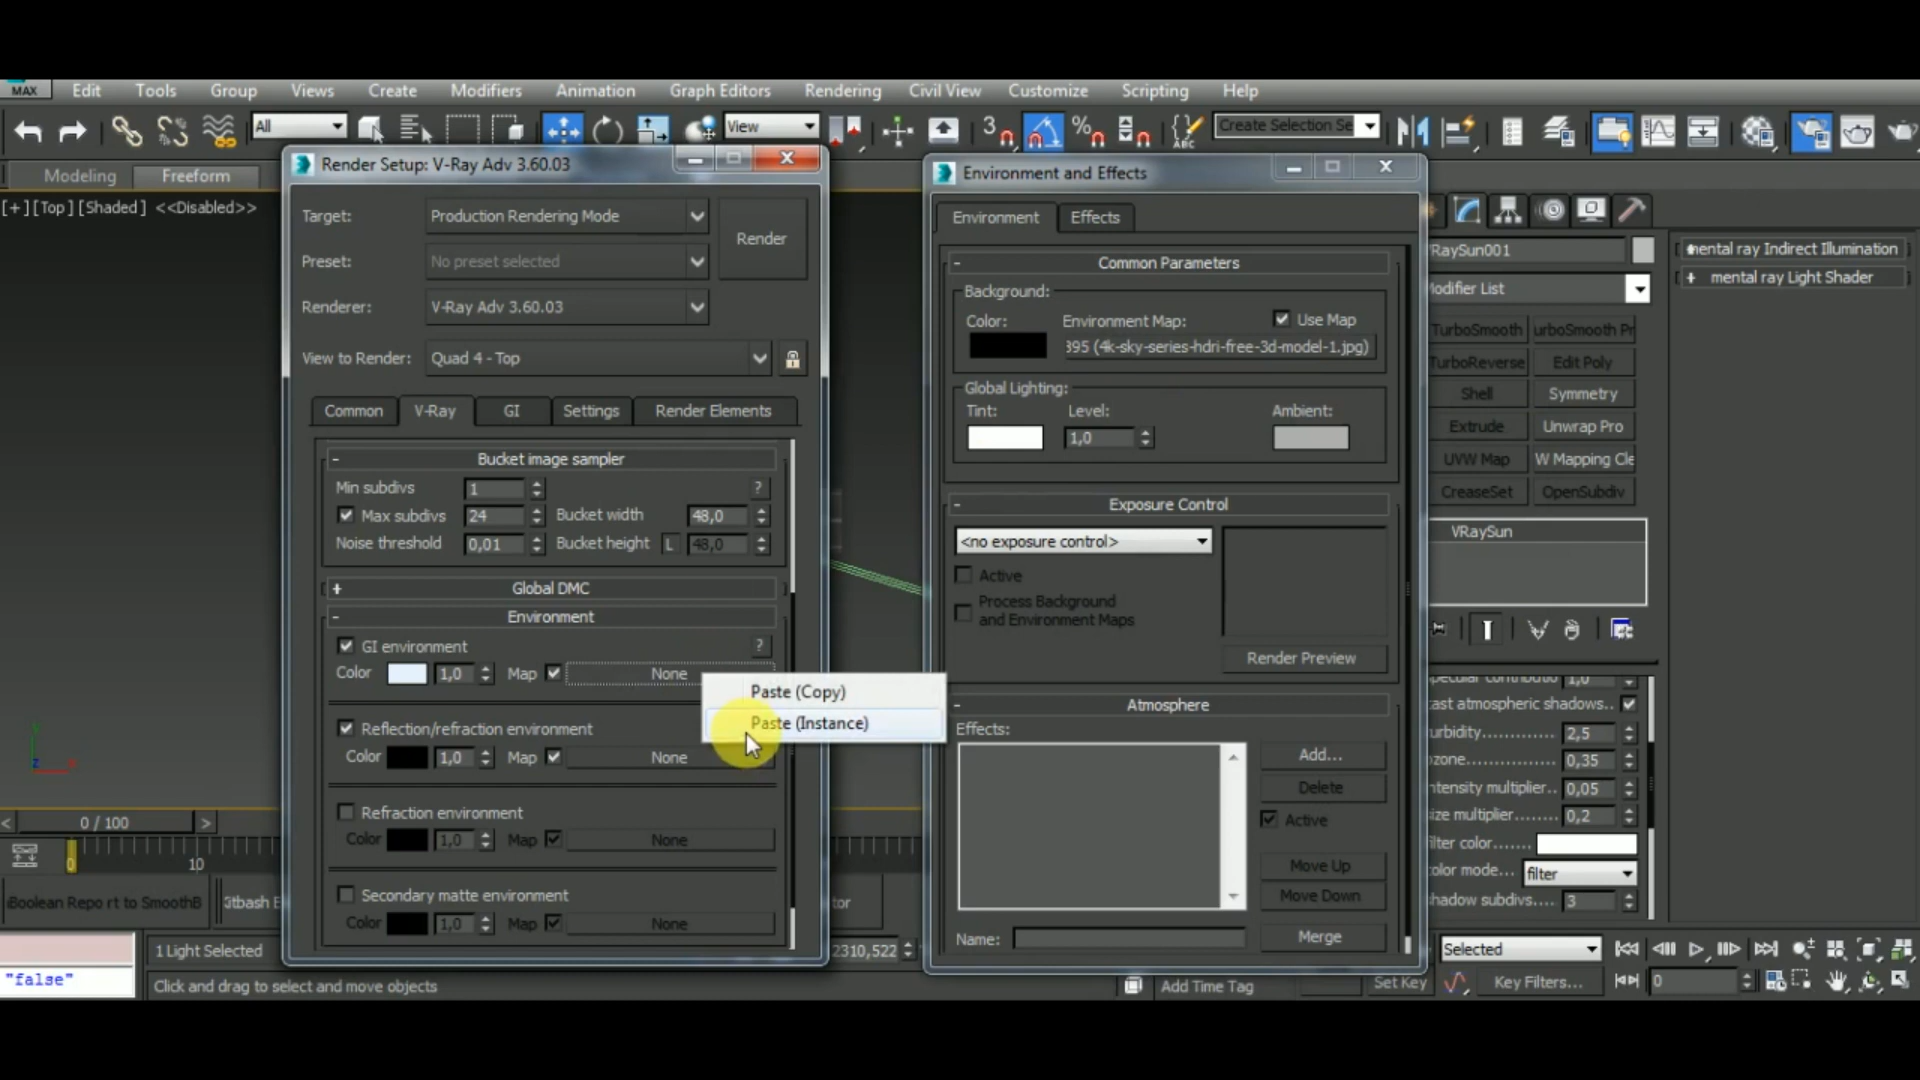 MAX Edit Tools Group Views Create Modifiers Animation Graph Editors Rendering Civil View Customize Scripting Help
All View 3 % ABC Create Selection Se
Modeling Freeform
[+][Top][Shaded] <<Disabled>>
Render Setup: V-Ray Adv 3.60.03
Target: Production Rendering Mode
Render
Preset: No preset selected
Renderer: V-Ray Adv 3.60.03
View to Render: Quad 4 - Top
Common V-Ray GI Settings Render Elements
- Bucket image sampler
Min subdivs 1 ?
Max subdivs 24 Bucket width 48,0
Noise threshold 0,01 Bucket height L 48,0
+ Global DMC
- Environment
GI environment ?
Color 1,0 Map None
Paste (Copy)
Paste (Instance)
Reflection/refraction environment
Color 1,0 Map None
Refraction environment
Color 1,0 Map None
Secondary matte environment
Color 1,0 Map None
Environment and Effects
Environment Effects
- Common Parameters
Background:
Color: Environment Map: Use Map
395 (4k-sky-series-hdri-free-3d-model-1.jpg)
Global Lighting:
Tint: Level: Ambient:
1,0
- Exposure Control
<no exposure control>
Active
Process Background
and Environment Maps
Render Preview
- Atmosphere
Effects:
Add...
Delete
Active
Move Up
Move Down
Name: Merge
RaySun001
Modifier List
TurboSmooth urboSmooth Pr
TurboReverse Edit Poly
Shell Symmetry
Extrude Unwrap Pro
UVW Map W Mapping Cle
CreaseSet OpenSubdiv
VRaySun
pecular contributio 1,0
ast atmospheric shadows..
urbidity............ 2,5
ozone............... 0,35
ntensity multiplier.. 0,05
size multiplier........ 0,2
ilter color.......
color mode... filter
shadow subdivs.... 3
mental ray Indirect Illumination
+ mental ray Light Shader
z x
< 0 / 100 >
0 10
Boolean Repo rt to SmoothB itbash E tor
"false"
1 Light Selected 2310,522
Click and drag to select and move objects
Add Time Tag
Selected
Set Key Key Filters... 0